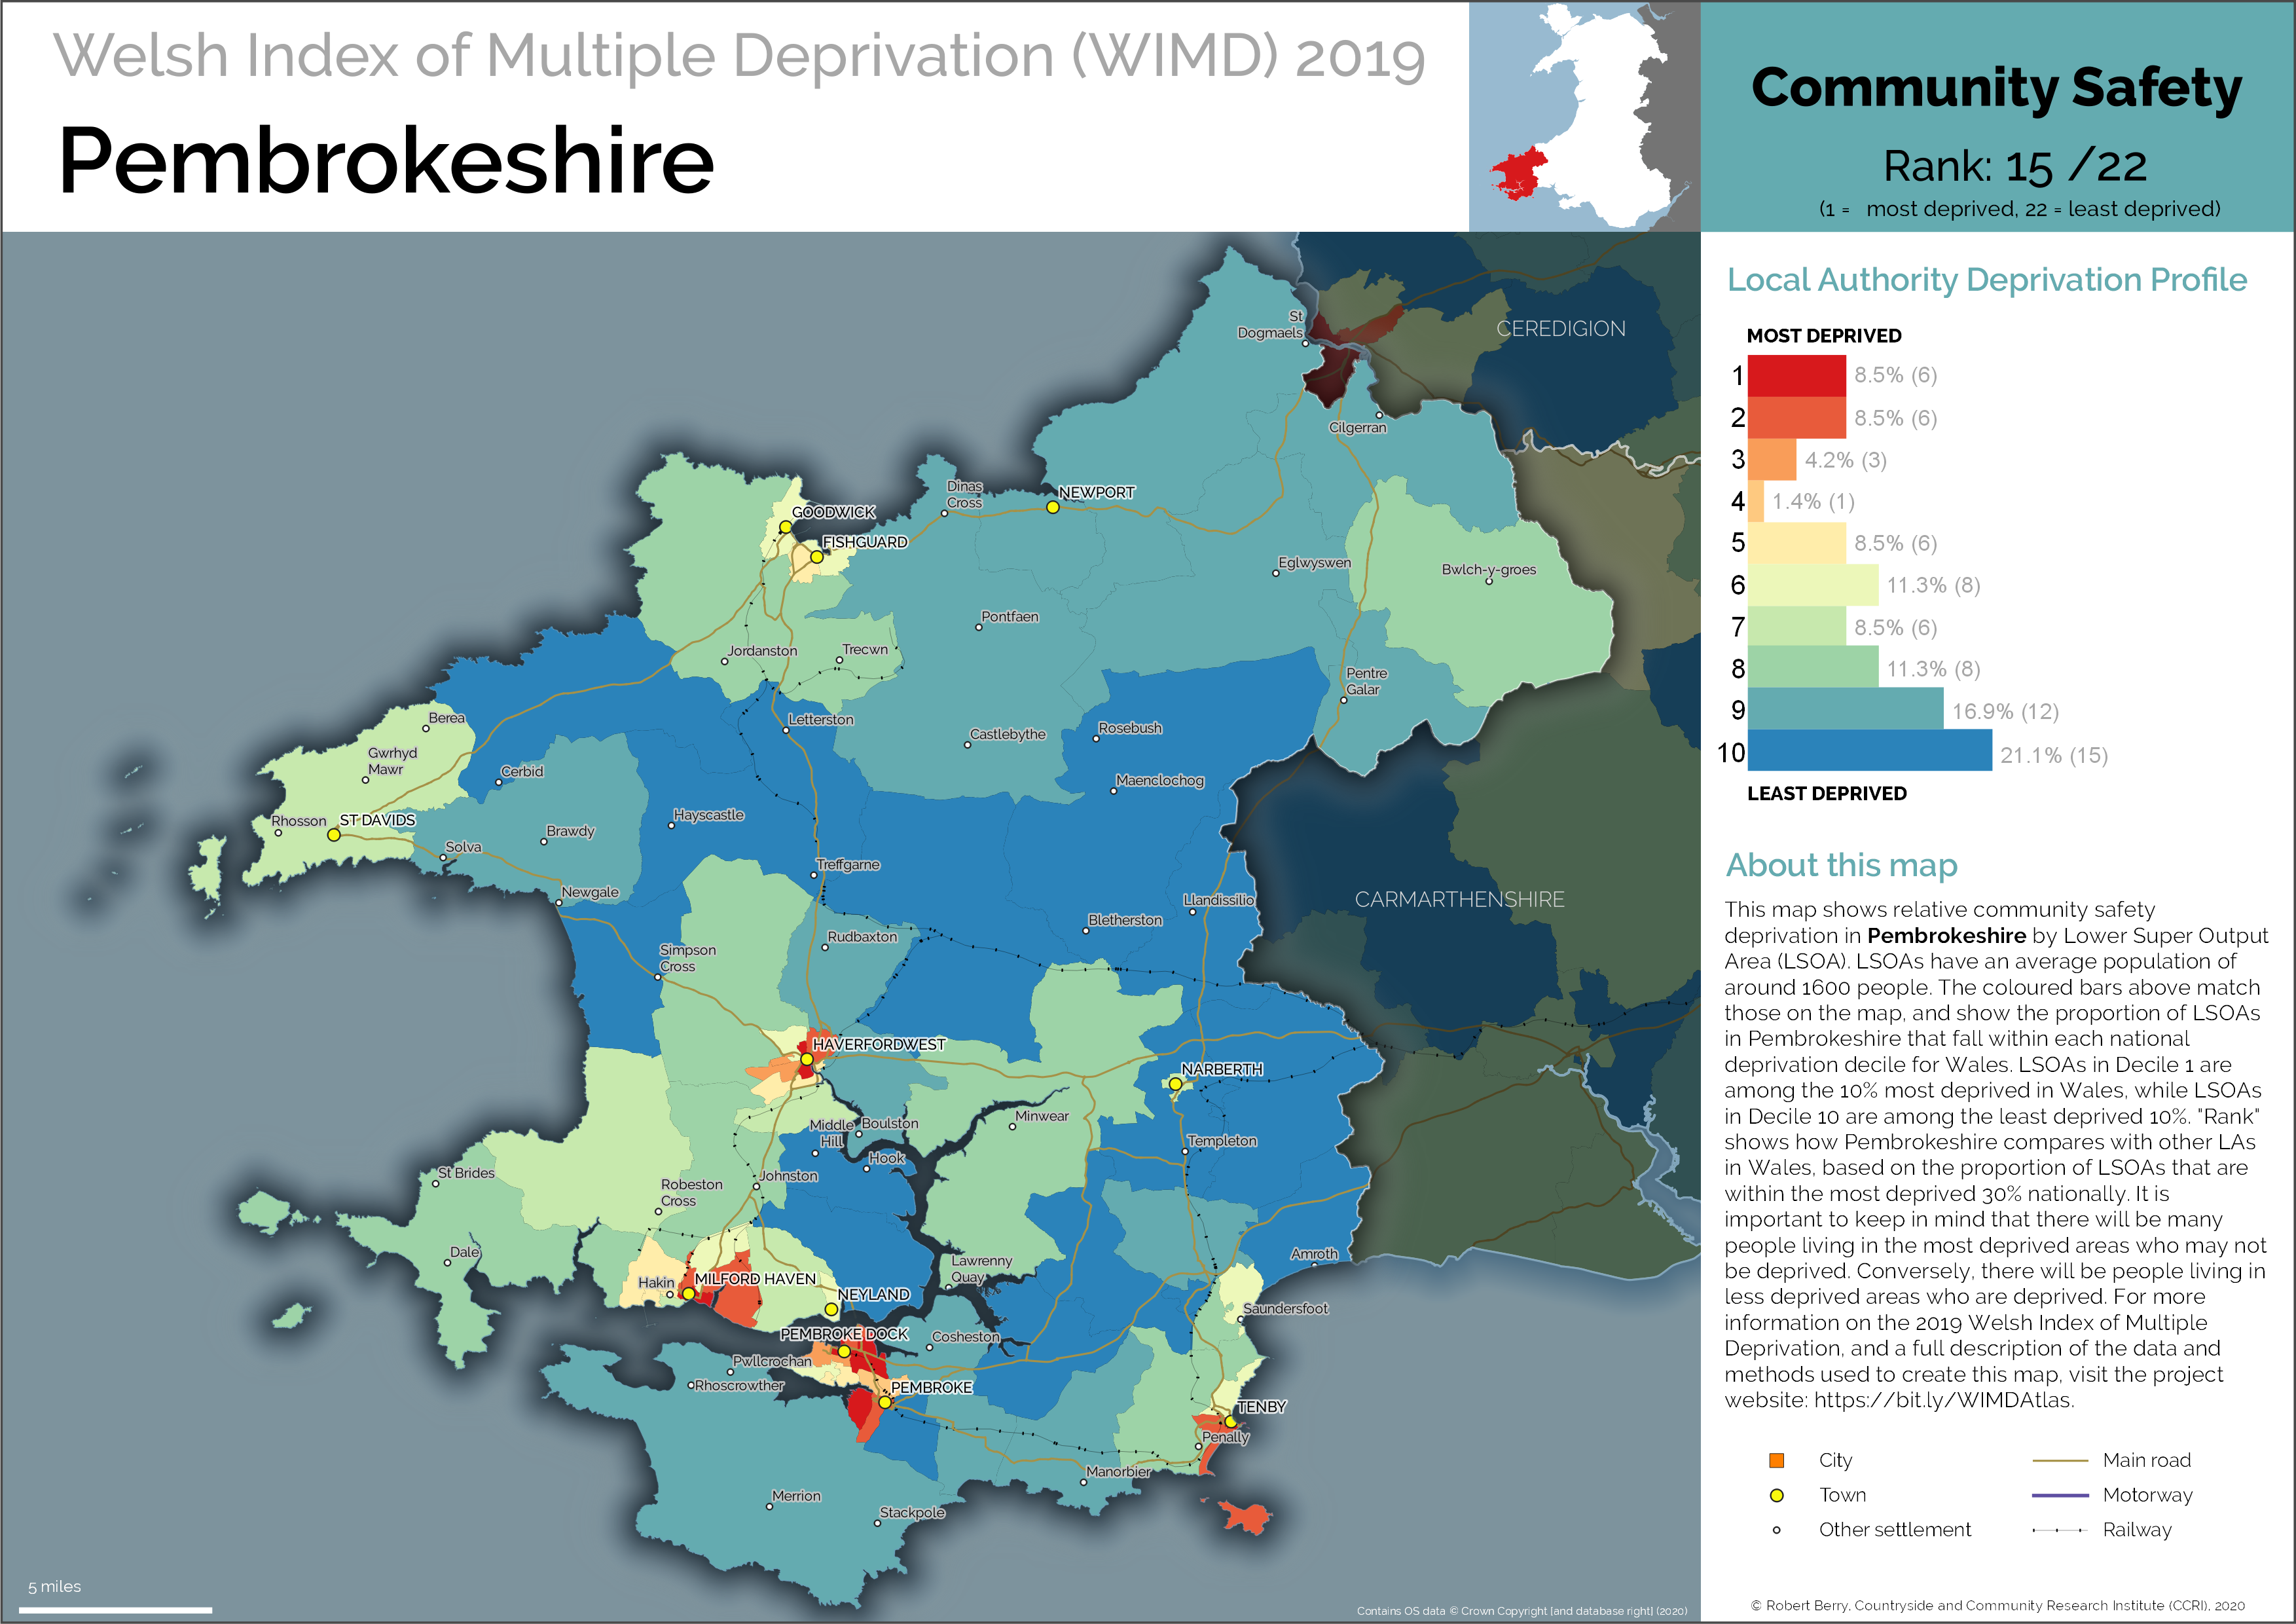 Welsh Index of Multiple Deprivation (WIMD) 2019
Pembrokeshire
Community Safety
Rank: 15 /22
(1 = most deprived, 22 = least deprived)
St
Dogmaels
CEREDIGION
Cilgerran
Dinas
Cross
NEWPORT
GOODWICK
FISHGUARD
Eglwyswen
Bwlch-y-groes
Pontfaen
Jordanston
Trecwn
Pentre
Galar
Letterston
Berea
Castlebythe
Rosebush
Gwrhyd
Mawr
Cerbid
Maenclochog
Rhosson
ST DAVIDS
Hayscastle
Brawdy
Solva
Treffgarne
Newgale
Llandissilio
CARMARTHENSHIRE
Bletherston
Rudbaxton
Simpson
Cross
HAVERFORDWEST
NARBERTH
Minwear
Middle
Hill
Boulston
Templeton
Hook
St Brides
Johnston
Robeston
Cross
Dale
Amroth
Lawrenny
Quay
Hakin
MILFORD HAVEN
NEYLAND
Saundersfoot
PEMBROKE DOCK
Cosheston
Pwllcrochan
Rhoscrowther
PEMBROKE
TENBY
Penally
Manorbier
Merrion
Stackpole
5 miles
Contains OS data © Crown Copyright [and database right] (2020)
Local Authority Deprivation Profile
MOST DEPRIVED
1 8.5% (6)
2 8.5% (6)
3 4.2% (3)
4 1.4% (1)
5 8.5% (6)
6 11.3% (8)
7 8.5% (6)
8 11.3% (8)
9 16.9% (12)
10 21.1% (15)
LEAST DEPRIVED
About this map
This map shows relative community safety
deprivation in Pembrokeshire by Lower Super Output
Area (LSOA). LSOAs have an average population of
around 1600 people. The coloured bars above match
those on the map, and show the proportion of LSOAs
in Pembrokeshire that fall within each national
deprivation decile for Wales. LSOAs in Decile 1 are
among the 10% most deprived in Wales, while LSOAs
in Decile 10 are among the least deprived 10%. "Rank"
shows how Pembrokeshire compares with other LAs
in Wales, based on the proportion of LSOAs that are
within the most deprived 30% nationally. It is
important to keep in mind that there will be many
people living in the most deprived areas who may not
be deprived. Conversely, there will be people living in
less deprived areas who are deprived. For more
information on the 2019 Welsh Index of Multiple
Deprivation, and a full description of the data and
methods used to create this map, visit the project
website: https://bit.ly/WIMDAtlas.
City
Main road
Town
Motorway
Other settlement
Railway
© Robert Berry, Countryside and Community Research Institute (CCRI), 2020